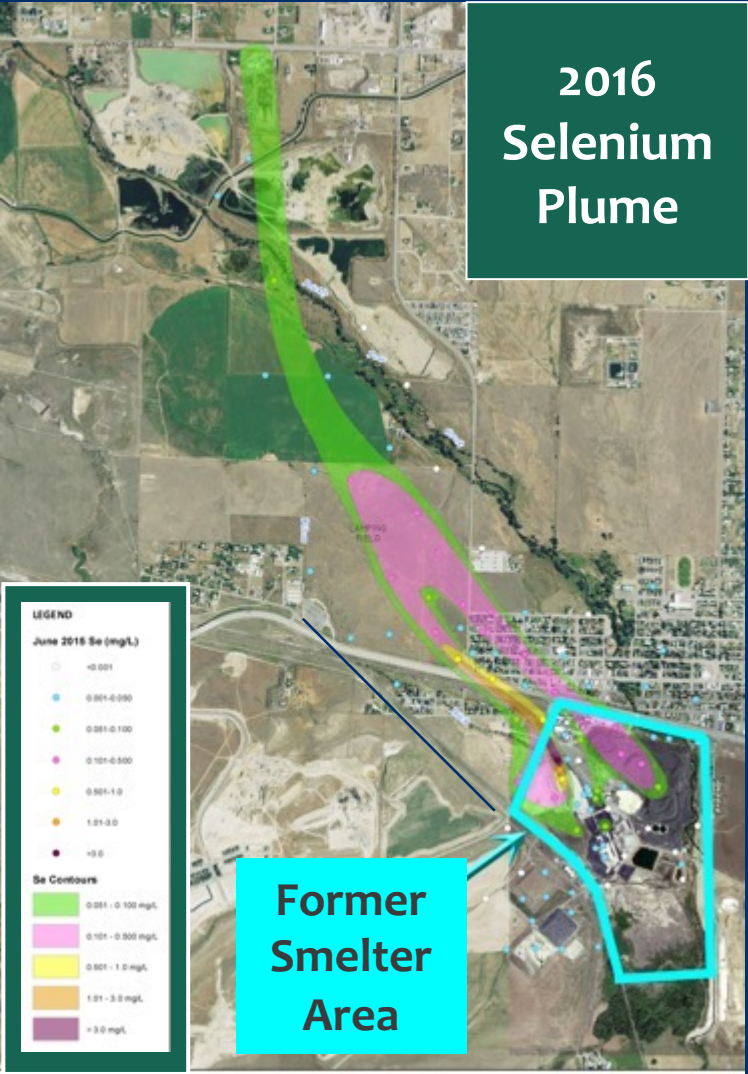 2016
Selenium
Plume
LAMPING
FIELD
LEGEND
June 2016 Se (mg/L)
<0.001
0.001-0.050
0.051-0.100
0.101-0.500
0.501-1.0
1.01-3.0
>3.0
Se Contours
0.051 - 0.100 mg/L
0.101 - 0.500 mg/L
0.501 - 1.0 mg/L
1.01 - 3.0 mg/L
> 3.0 mg/L
Former
Smelter
Area